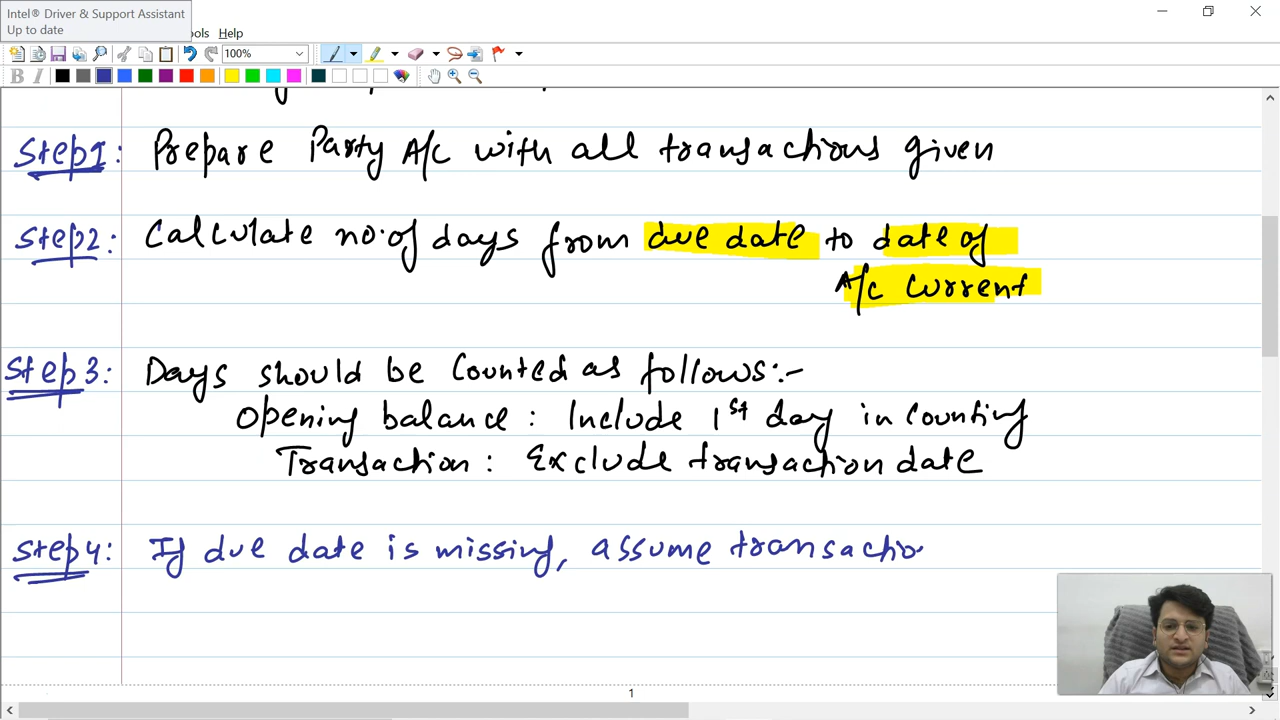 Intel® Driver & Support Assistant
Up to date
ools Help
100%
B I
Step1: Prepare Party A/c with all transactions given
Step2: Calculate no. of days from due date to date of
A/c Current
Step3: Days should be Counted as follows:-
Opening balance: Include 1st day in Counting
Transaction: Exclude transaction date
Step4: If due date is missing, assume transactio
1